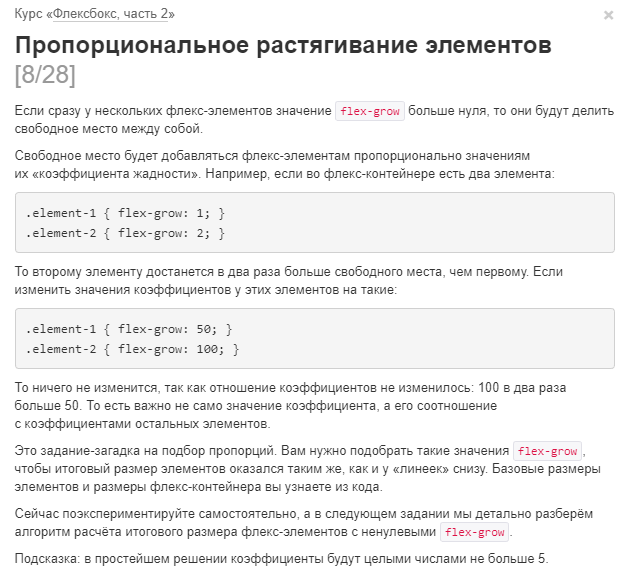 Курс «Флексбокс, часть 2»
×
Пропорциональное растягивание элементов
[8/28]
Если сразу у нескольких флекс-элементов значение flex-grow больше нуля, то они будут делить
свободное место между собой.
Свободное место будет добавляться флекс-элементам пропорционально значениям
их «коэффициента жадности». Например, если во флекс-контейнере есть два элемента:
.element-1 { flex-grow: 1; }
.element-2 { flex-grow: 2; }
То второму элементу достанется в два раза больше свободного места, чем первому. Если
изменить значения коэффициентов у этих элементов на такие:
.element-1 { flex-grow: 50; }
.element-2 { flex-grow: 100; }
То ничего не изменится, так как отношение коэффициентов не изменилось: 100 в два раза
больше 50. То есть важно не само значение коэффициента, а его соотношение
с коэффициентами остальных элементов.
Это задание-загадка на подбор пропорций. Вам нужно подобрать такие значения flex-grow,
чтобы итоговый размер элементов оказался таким же, как и у «линеек» снизу. Базовые размеры
элементов и размеры флекс-контейнера вы узнаете из кода.
Сейчас поэкспериментируйте самостоятельно, а в следующем задании мы детально разберём
алгоритм расчёта итогового размера флекс-элементов с ненулевыми flex-grow.
Подсказка: в простейшем решении коэффициенты будут целыми числами не больше 5.